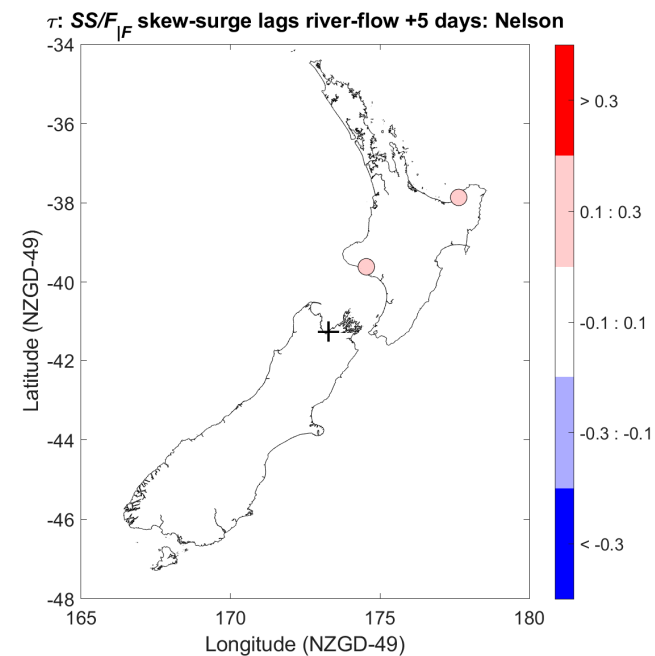 τ: SS/F|F skew-surge lags river-flow +5 days: Nelson
-34
-36
-38
-40
-42
-44
-46
-48
165
170
175
180
Latitude (NZGD-49)
Longitude (NZGD-49)
> 0.3
0.1 : 0.3
-0.1 : 0.1
-0.3 : -0.1
< -0.3